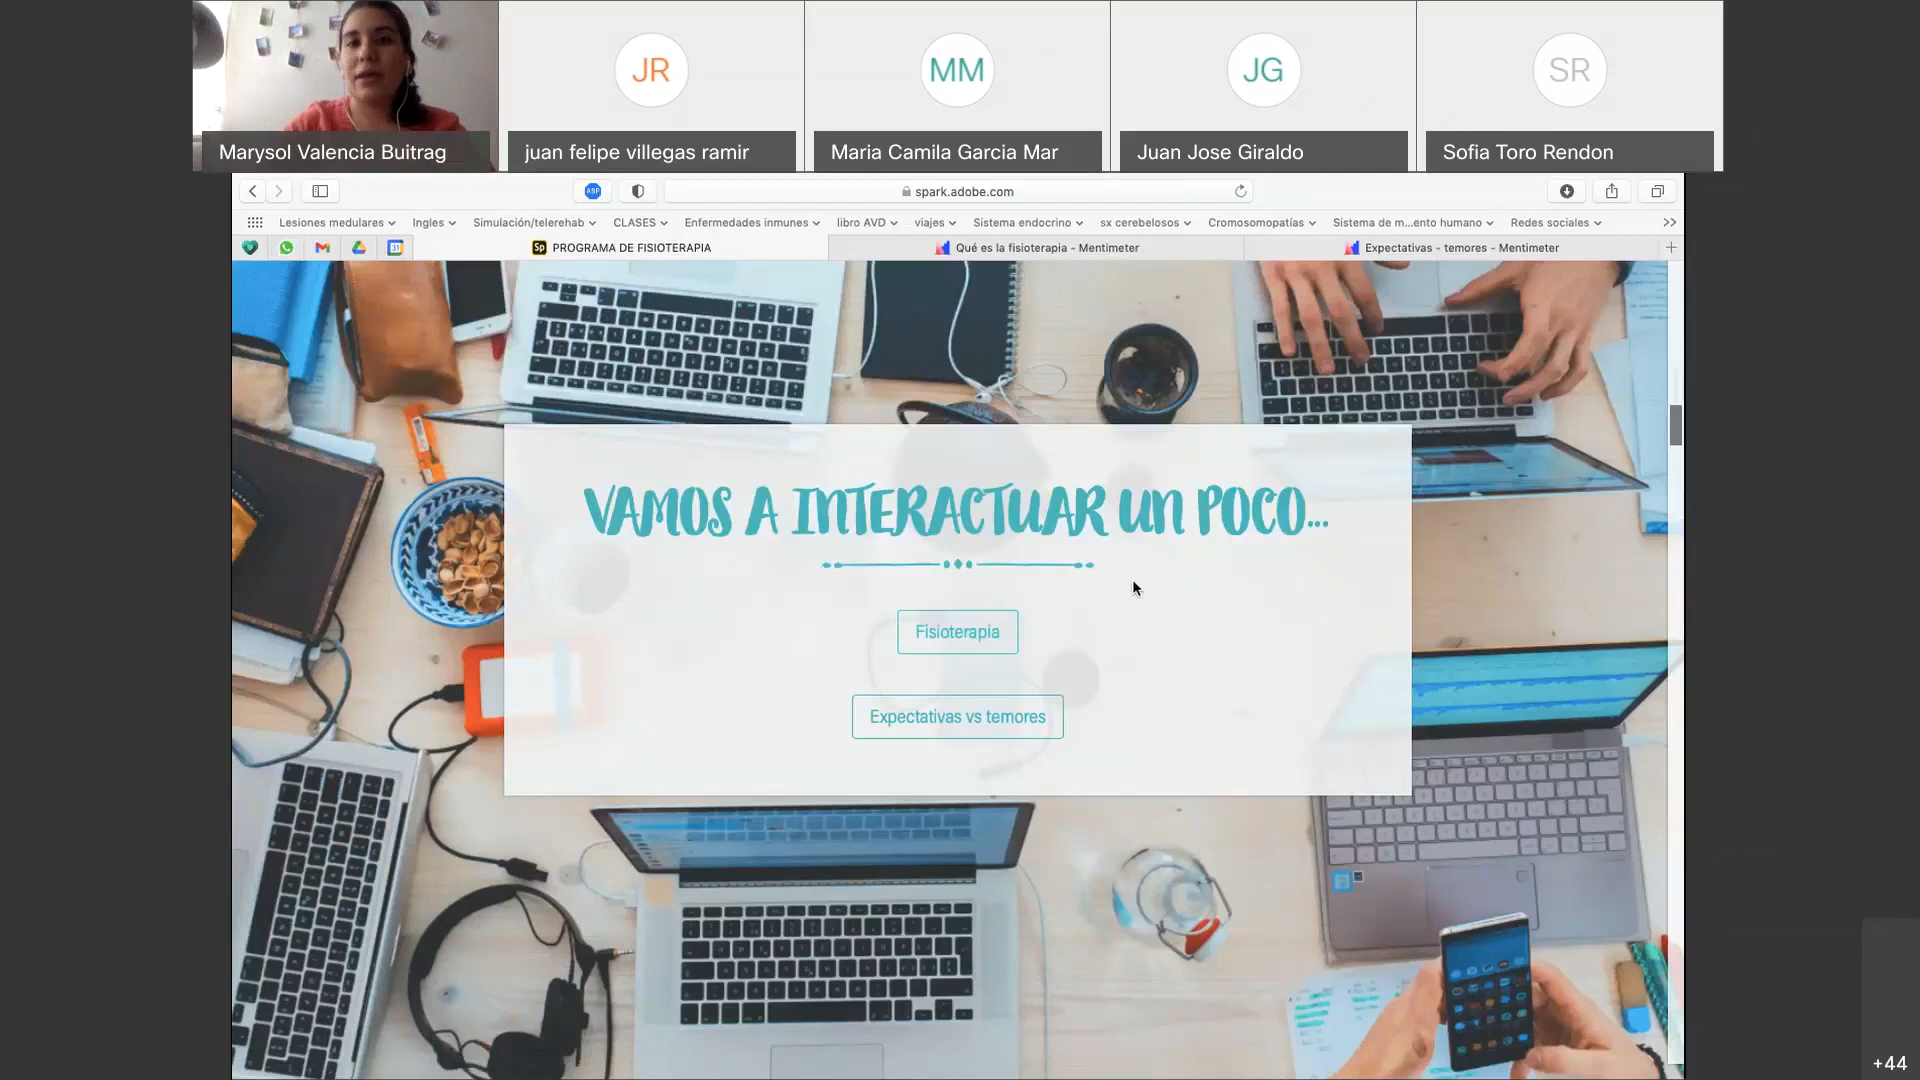 JR
MM
JG
SR
Marysol Valencia Buitrag
juan felipe villegas ramir
Maria Camila Garcia Mar
Juan Jose Giraldo
Sofia Toro Rendon
ABP
spark.adobe.com
Lesiones medulares
Ingles
Simulación/telerehab
CLASES
Enfermedades inmunes
libro AVD
viajes
Sistema endocrino
sx cerebelosos
Cromosomopatías
Sistema de m...ento humano
Redes sociales
31
Sp
PROGRAMA DE FISIOTERAPIA
Qué es la fisioterapia - Mentimeter
Expectativas - temores - Mentimeter
VAMOS A INTERACTUAR UN POCO...
Fisioterapia
Expectativas vs temores
+44